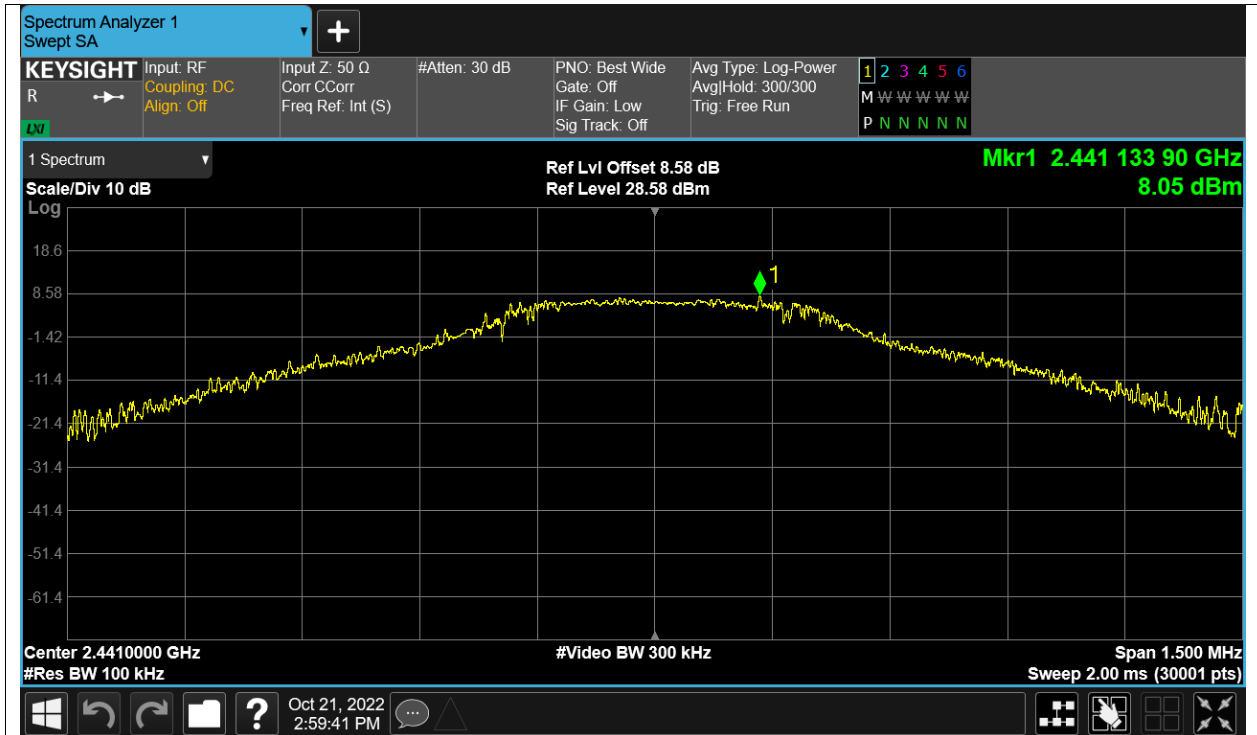 Spectrum Analyzer 1
Swept SA
KEYSIGHT
R
LXI
Input: RF
Coupling: DC
Align: Off
Input Z: 50 Ω
Corr CCorr
Freq Ref: Int (S)
#Atten: 30 dB
PNO: Best Wide
Gate: Off
IF Gain: Low
Sig Track: Off
Avg Type: Log-Power
Avg|Hold: 300/300
Trig: Free Run
1 2 3 4 5 6
M W W W W W W
P N N N N N N
1 Spectrum
Scale/Div 10 dB
Log
Ref Lvl Offset 8.58 dB
Ref Level 28.58 dBm
Mkr1 2.441 133 90 GHz
8.05 dBm
1
18.6
8.58
-1.42
-11.4
-21.4
-31.4
-41.4
-51.4
-61.4
Center 2.4410000 GHz
#Video BW 300 kHz
Span 1.500 MHz
#Res BW 100 kHz
Sweep 2.00 ms (30001 pts)
?
Oct 21, 2022
2:59:41 PM